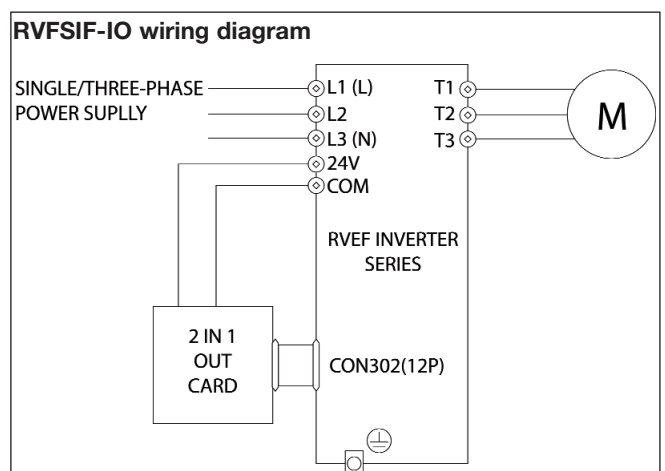 RVFSIF-IO wiring diagram
SINGLE/THREE-PHASE
POWER SUPLLY
L1 (L)
L2
L3 (N)
24V
COM
T1
T2
T3
M
RVEF INVERTER
SERIES
2 IN 1
OUT
CARD
CON302(12P)